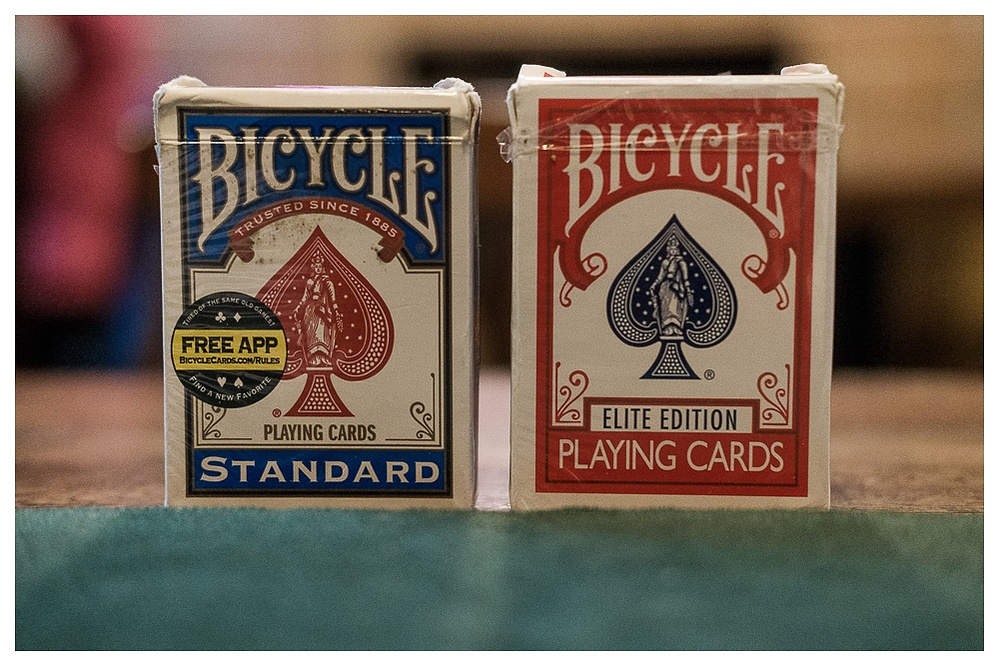 BICYCLE
TRUSTED SINCE 1885
TIRED OF THE SAME OLD GAMES?
FREE APP
BICYCLECARDS.COM/RULES
FIND A NEW FAVORITE
®
PLAYING CARDS
STANDARD
BICYCLE®
®
ELITE EDITION
PLAYING CARDS